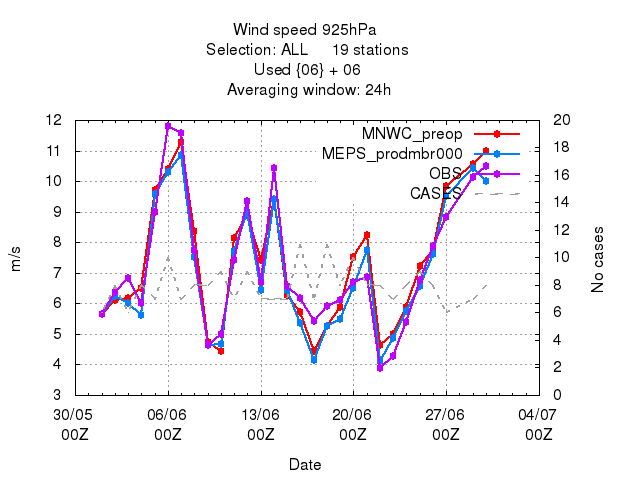 Wind speed 925hPa
Selection: ALL     19 stations
Used {06} + 06
Averaging window: 24h
MNWC_preop
MEPS_prodmbr000
OBS
CASES
12
11
10
9
8
7
6
5
4
3
20
18
16
14
12
10
8
6
4
2
0
m/s
No cases
30/05 06/06 13/06 20/06 27/06 04/07
00Z 00Z 00Z 00Z 00Z 00Z
Date